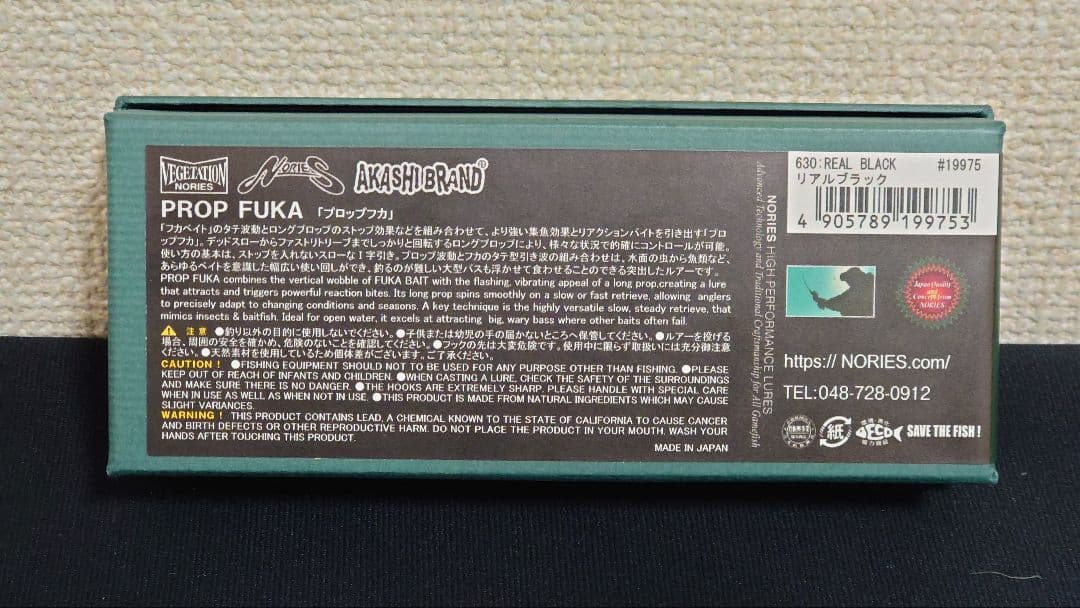 VEGETATION
NORIES
NORIES
AKASHI BRAND®
PROP FUKA 「プロップフカ」
「フカベイト」のタテ波動とロングプロップのストップ効果などを組み合わせて、より強い集魚効果とリアクションバイトを引き出す「プロ
ップフカ」。デッドスローからファストリトリーブまでしっかりと回転するロングプロップにより、様々な状況で的確にコントロールが可能。
使い方の基本は、ストップを入れないスローなI字引き。プロップ波動とフカのタテ型引き波の組み合わせは、水面の虫から魚類など、
あらゆるベイトを意識した幅広い使い回しができ、釣るのが難しい大型バスも浮かせて食わせることのできる突出したルアーです。
PROP FUKA combines the vertical wobble of FUKA BAIT with the flashing, vibrating appeal of a long prop,creating a lure
that attracts and triggers powerful reaction bites. Its long prop spins smoothly on a slow or fast retrieve, allowing anglers
to precisely adapt to changing conditions and seasons. A key technique is the highly versatile slow, steady retrieve, that
mimics insects & baitfish. Ideal for open water, it excels at attracting big, wary bass where other baits often fail.
注意 ●釣り以外の目的に使用しないでください。●子供または幼児の手の届かないところへ保管してください。●ルアーを投げる
場合、周囲の安全を確かめ、危険のないことを確認してください。●フックの先は大変危険です。使用中に限らず取扱いには充分御注意
ください。●天然素材を使用しているため個体差がございます。ご了承ください。
CAUTION ! ●FISHING EQUIPMENT SHOULD NOT TO BE USED FOR ANY PURPOSE OTHER THAN FISHING. ●PLEASE
KEEP OUT OF REACH OF INFANTS AND CHILDREN. ●WHEN CASTING A LURE, CHECK THE SAFETY OF THE SURROUNDINGS
AND MAKE SURE THERE IS NO DANGER. ●THE HOOKS ARE EXTREMELY SHARP. PLEASE HANDLE WITH SPECIAL CARE
WHEN IN USE AS WELL AS WHEN NOT IN USE. ●THIS PRODUCT IS MADE FROM NATURAL INGREDIENTS WHICH MAY CAUSE
SLIGHT VARIANCES.
WARNING ! THIS PRODUCT CONTAINS LEAD, A CHEMICAL KNOWN TO THE STATE OF CALIFORNIA TO CAUSE CANCER
AND BIRTH DEFECTS OR OTHER REPRODUCTIVE HARM. DO NOT PLACE THE PRODUCT IN YOUR MOUTH. WASH YOUR
HANDS AFTER TOUCHING THIS PRODUCT.
MADE IN JAPAN
NORIES HIGH PERFORMANCE LURES
Advanced Technology and Traditional Craftsmanship for All Gamefish
630:REAL BLACK #19975
リアルブラック
4 905789 199753
Japan Quality
and
Concept from
NORIES
https// NORIES.com/
TEL:048-728-0912
紙
ECO
SAVE THE FISH !